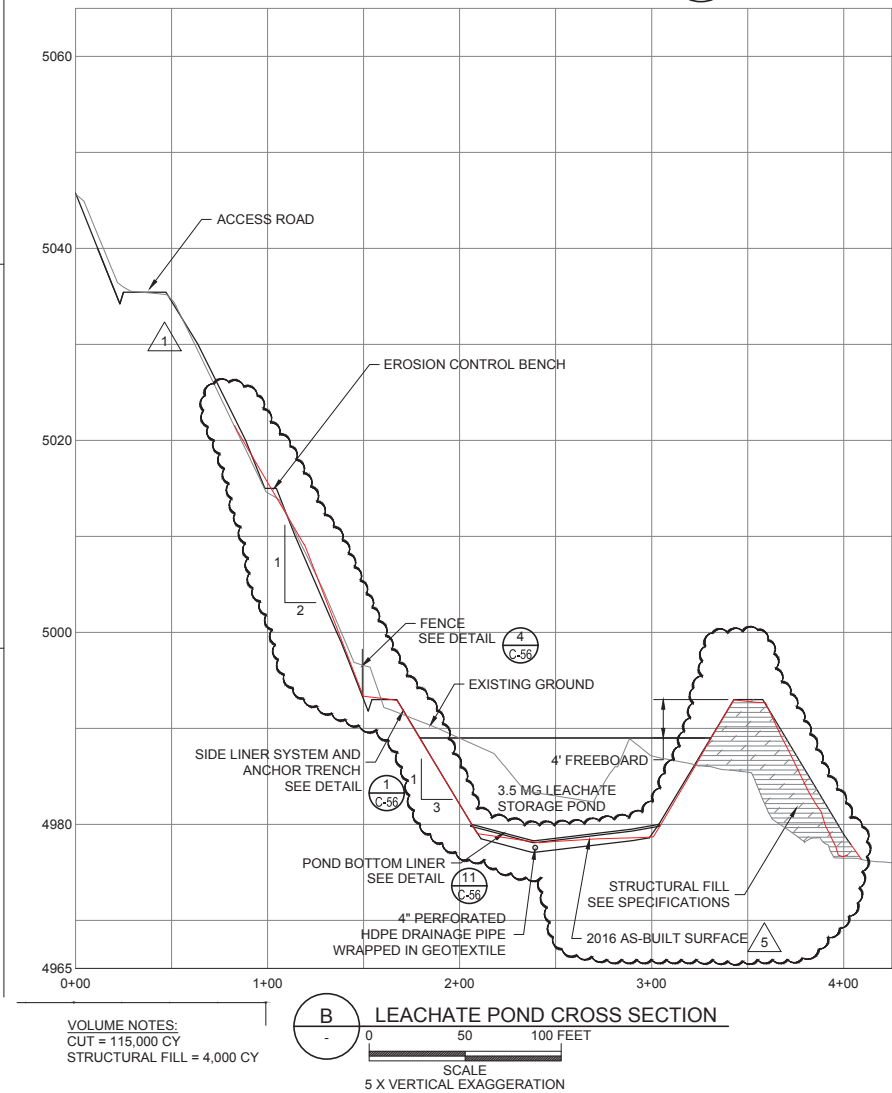 5060
5040
5020
5000
4980
4965
ACCESS ROAD
1
EROSION CONTROL BENCH
1
2
FENCE
SEE DETAIL
4
C-56
EXISTING GROUND
SIDE LINER SYSTEM AND
ANCHOR TRENCH
SEE DETAIL
1
C-56
1
3
4' FREEBOARD
3.5 MG LEACHATE
STORAGE POND
POND BOTTOM LINER
SEE DETAIL
11
C-56
4" PERFORATED
HDPE DRAINAGE PIPE
WRAPPED IN GEOTEXTILE
STRUCTURAL FILL
SEE SPECIFICATIONS
2016 AS-BUILT SURFACE
5
0+00
1+00
2+00
3+00
4+00
VOLUME NOTES:
CUT = 115,000 CY
STRUCTURAL FILL = 4,000 CY
B
-
LEACHATE POND CROSS SECTION
0 50 100 FEET
SCALE
5 X VERTICAL EXAGGERATION